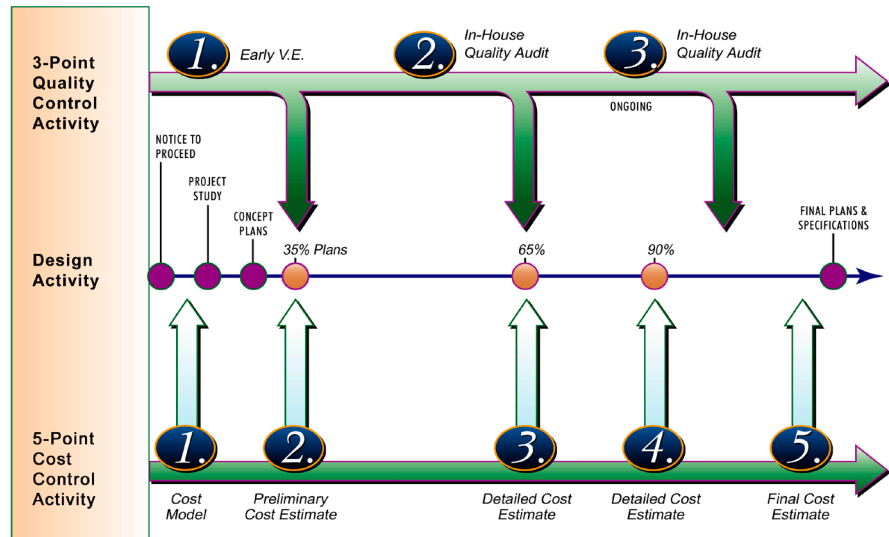 3-Point
Quality
Control
Activity
1.
Early V.E.
2.
In-House
Quality Audit
3.
In-House
Quality Audit
ONGOING
NOTICE TO
PROCEED
PROJECT
STUDY
CONCEPT
PLANS
FINAL PLANS &
SPECIFICATIONS
Design
Activity
35% Plans
65%
90%
5-Point
Cost
Control
Activity
1.
2.
3.
4.
5.
Cost
Model
Preliminary
Cost Estimate
Detailed Cost
Estimate
Detailed Cost
Estimate
Final Cost
Estimate